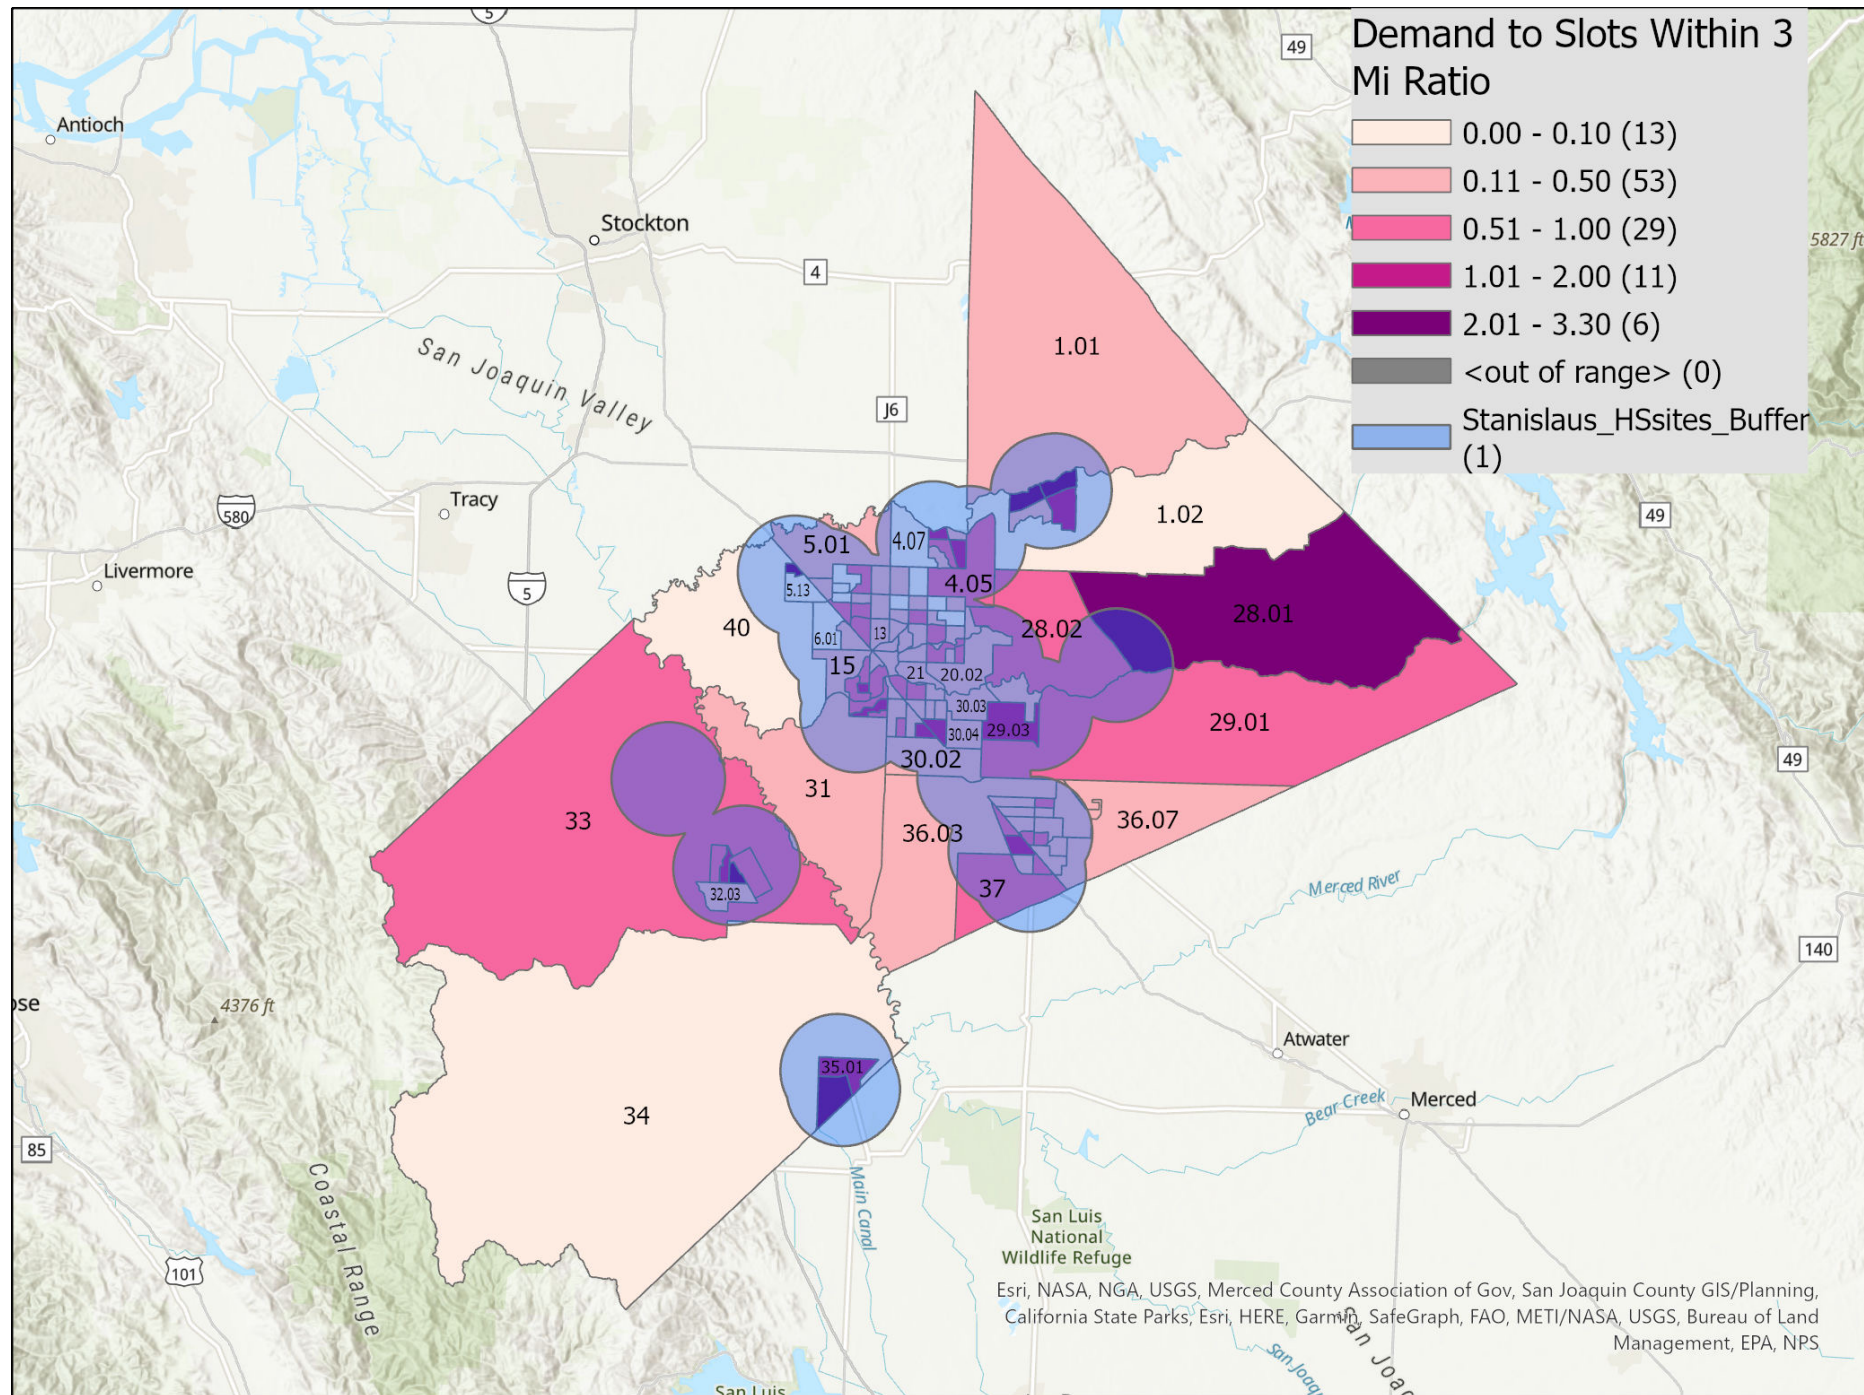 5
49
Demand to Slots Within 3
Mi Ratio
0.00 - 0.10 (13)
0.11 - 0.50 (53)
0.51 - 1.00 (29)
1.01 - 2.00 (11)
2.01 - 3.30 (6)
<out of range> (0)
Stanislaus_HSsites_Buffer
(1)
Antioch
Stockton
4
5827 ft
San Joaquin Valley
1.01
J6
Tracy
580
49
1.02
5.01
4.07
Livermore
5
5.13
4.05
28.01
40
6.01
13
28.02
15
21
20.02
30.03
29.03
29.01
30.04
30.02
49
31
33
36.03
36.07
37
32.03
Merced River
140
ose
4376 ft
Atwater
35.01
34
Bear Creek
Merced
85
Coastal Range
Main Canal
San Luis
National
Wildlife Refuge
101
Esri, NASA, NGA, USGS, Merced County Association of Gov, San Joaquin County GIS/Planning,
California State Parks, Esri, HERE, Garmin, SafeGraph, FAO, METI/NASA, USGS, Bureau of Land
Management, EPA, NPS
San Joaq
San Joaq
San Luis